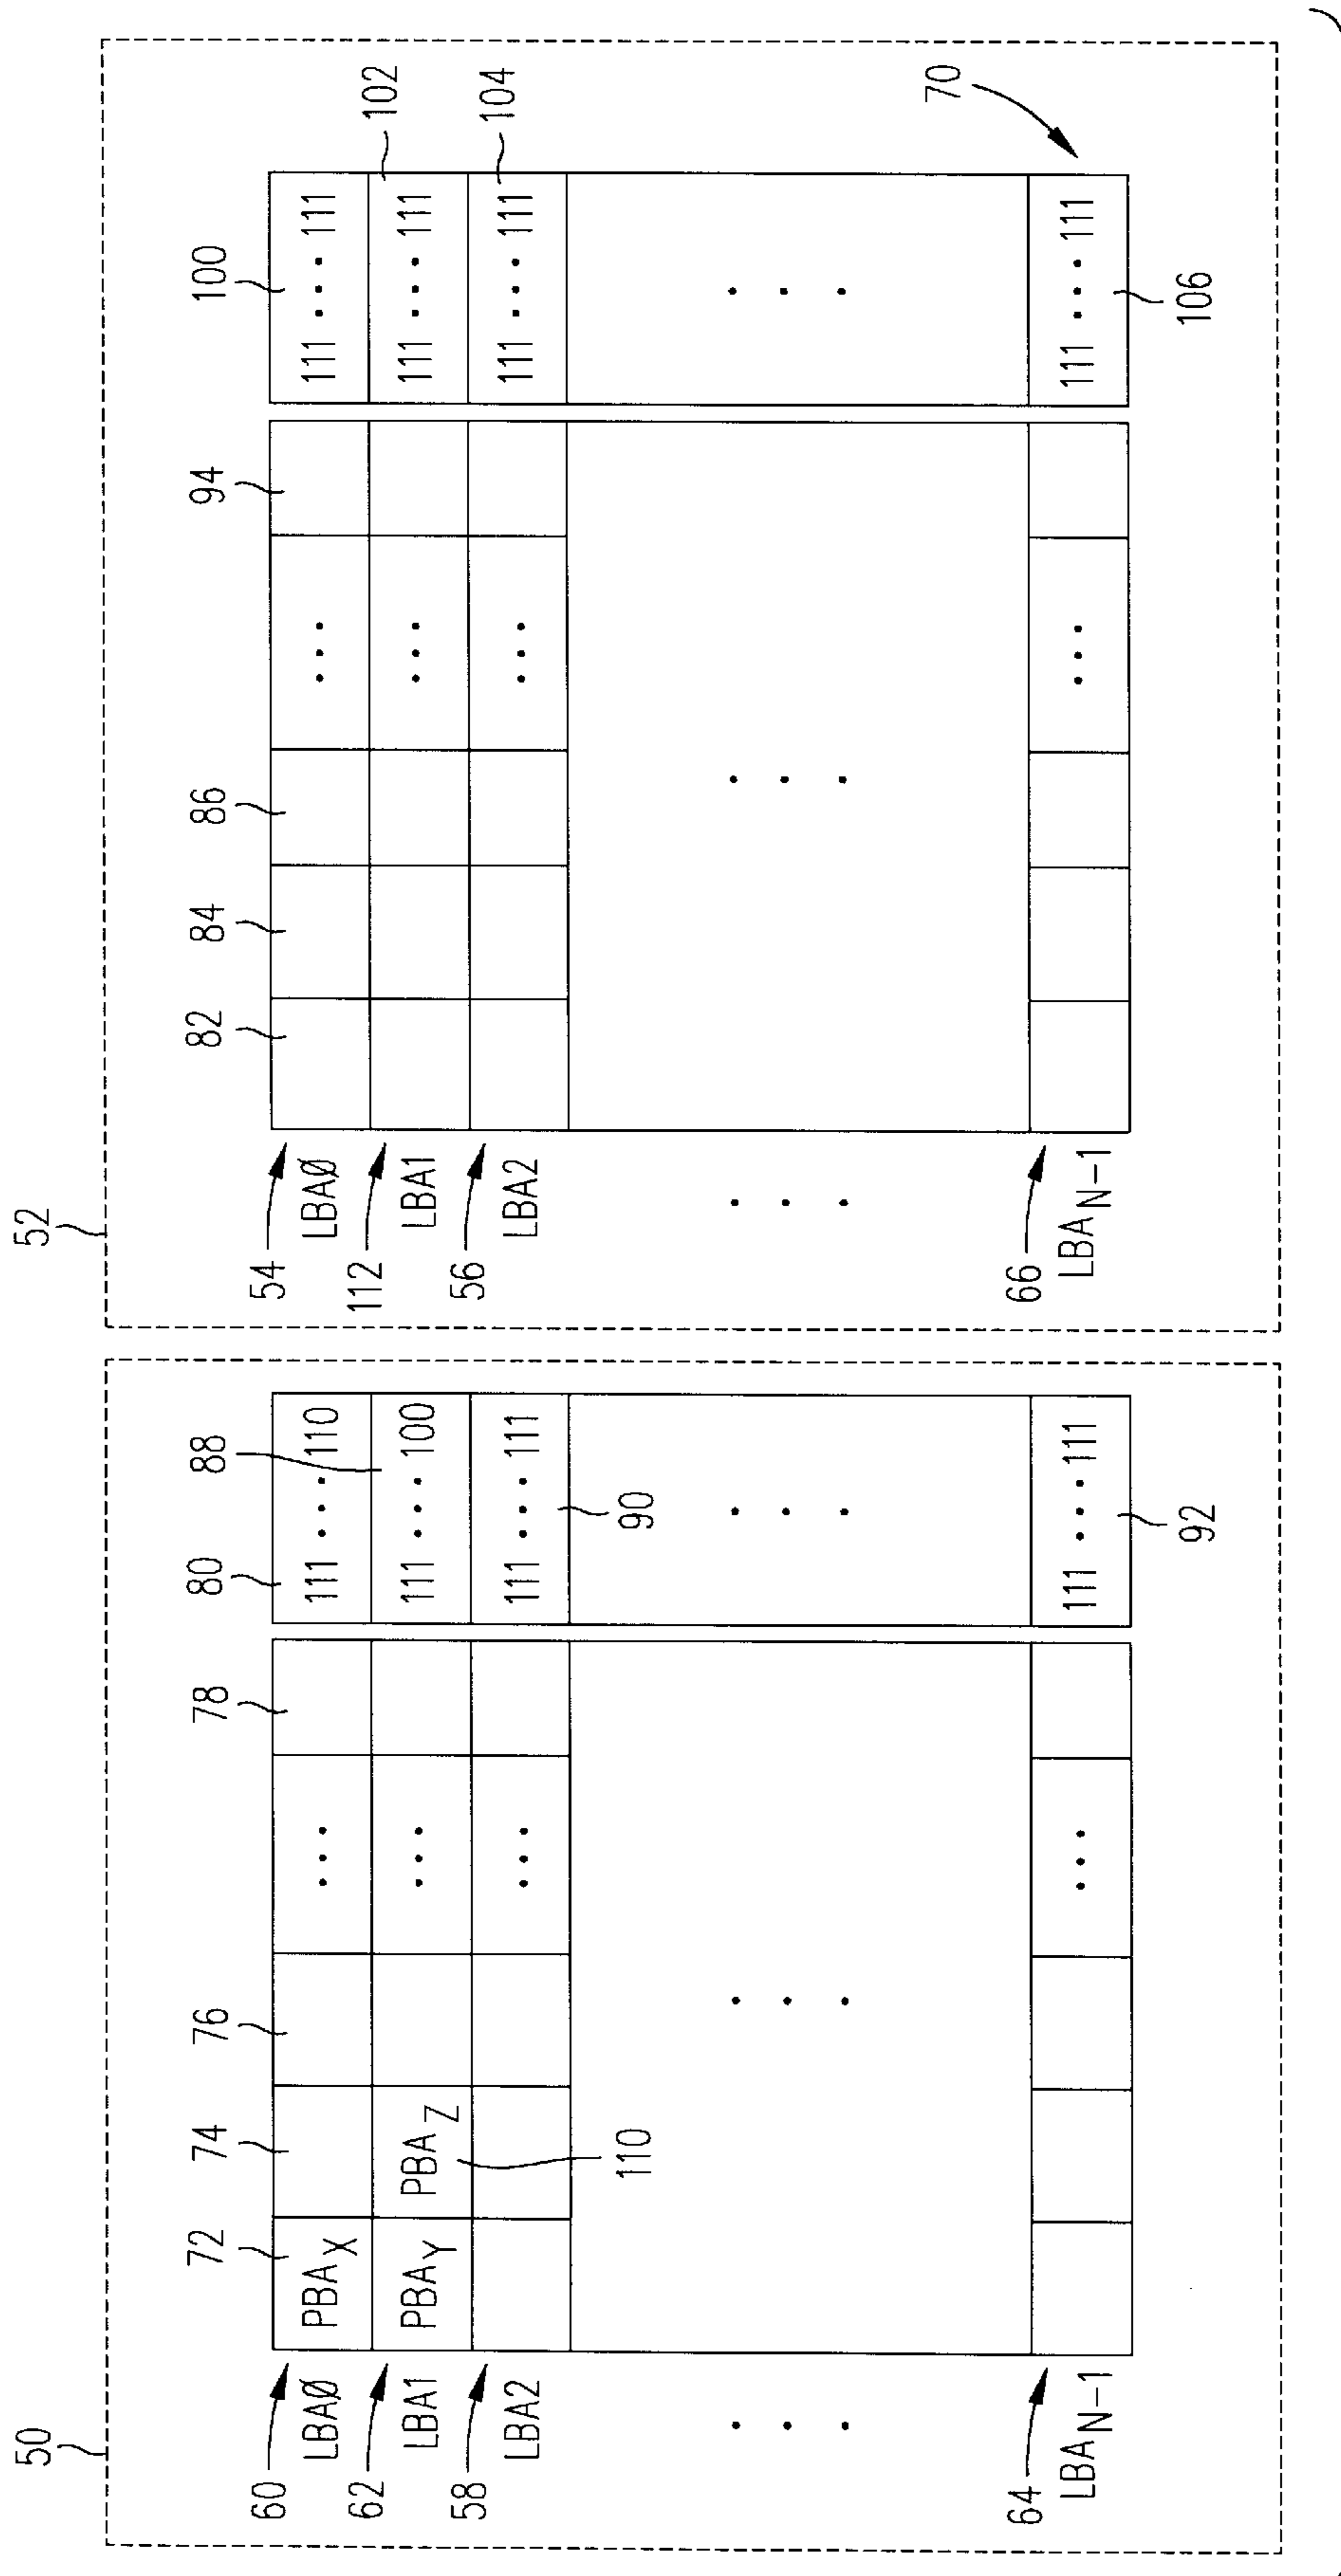 50
72 74 76 78 80 88
60 LBAØ PBA X 111 • • • 110
62 LBA1 PBA Y PBA Z 111 • • • 100
58 LBA2 111 • • • 111
110 90
64 LBA N−1 111 • • • 111
92
52
82 84 86 94 100
54 LBAØ 111 • • • 111
102
112 LBA1 111 • • • 111
56 LBA2 111 • • • 111
104
70
66 LBA N−1 111 • • • 111
106